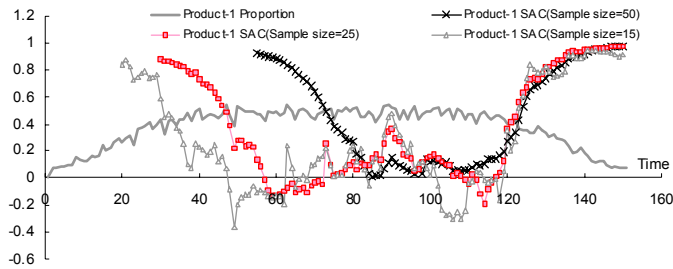 Product-1 Proportion
Product-1 SAC(Sample size=50)
Product-1 SAC(Sample size=25)
Product-1 SAC(Sample size=15)
1.2
1
0.8
0.6
0.4
0.2
0
-0.2
-0.4
-0.6
Time
0 20 40 60 80 100 120 140 160